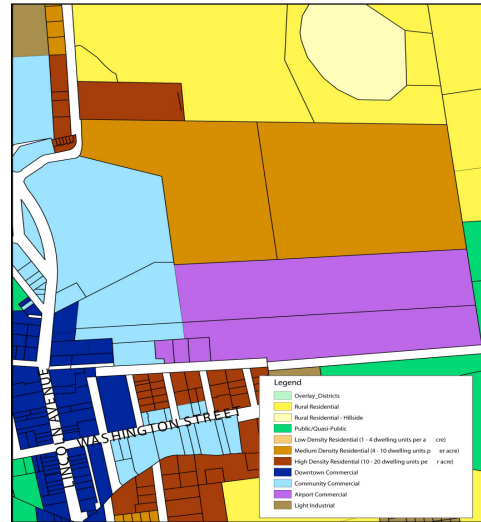 LINCOLN AVENUE
WASHINGTON STREET
Legend
Overlay_Districts
Rural Residential
Rural Residential - Hillside
Public/Quasi-Public
Low Density Residential (1 - 4 dwelling units per a cre)
Medium Density Residential (4 - 10 dwelling units p er acre)
High Density Residential (10 - 20 dwelling units pe r acre)
Downtown Commercial
Community Commercial
Airport Commercial
Light Industrial